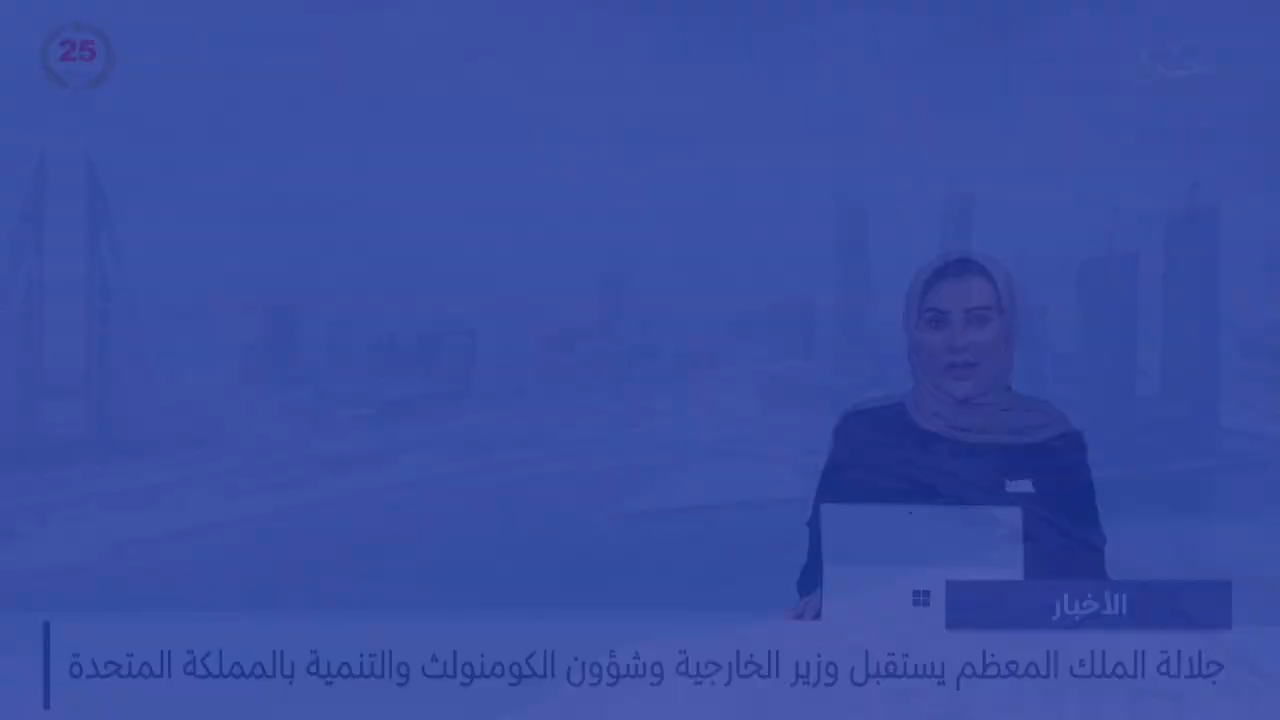 25
الأخبار
جلالة الملك المعظم يستقبل وزير الخارجية وشؤون الكومنولث والتنمية بالمملكة المتحدة